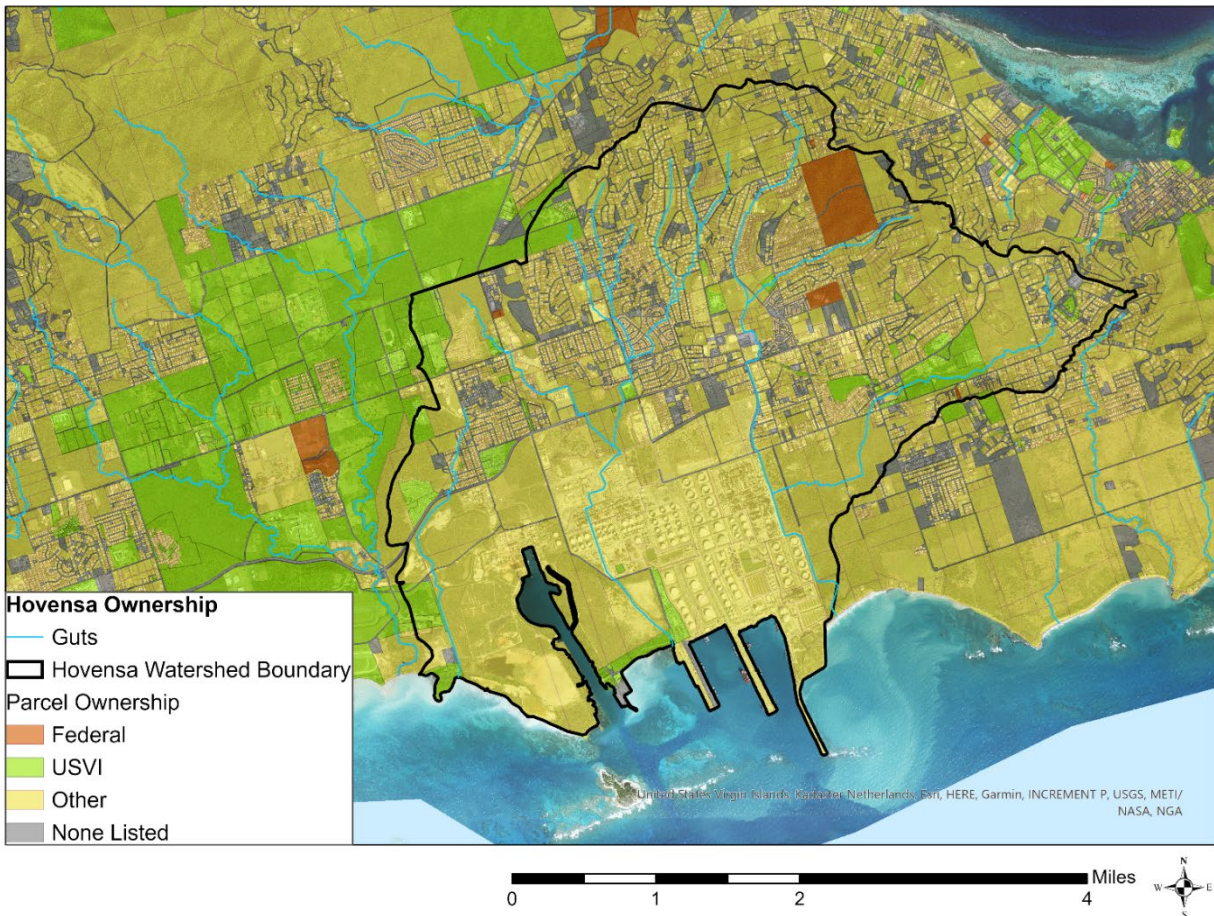 Hovensa Ownership
Guts
Hovensa Watershed Boundary
Parcel Ownership
Federal
USVI
Other
None Listed
United States Virgin Islands, Kadaster Netherlands, Esri, HERE, Garmin, INCREMENT P, USGS, METI/
NASA, NGA
Miles
0 1 2 4
N
W E
S